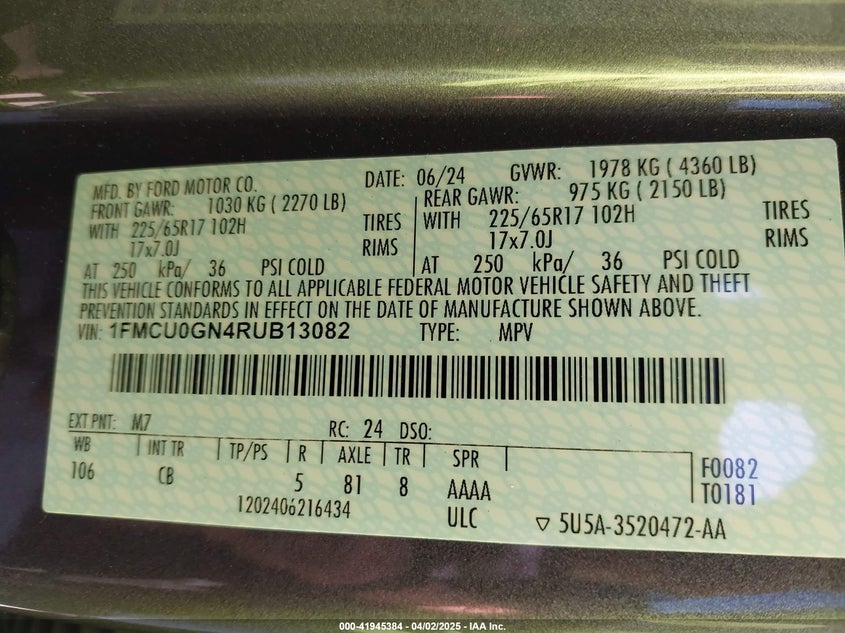 MFD. BY FORD MOTOR CO. DATE: 06/24 GVWR: 1978 KG ( 4360 LB)
FRONT GAWR: 1030 KG ( 2270 LB) REAR GAWR: 975 KG ( 2150 LB)
WITH 225/65R17 102H TIRES WITH 225/65R17 102H TIRES
17x7.0J RIMS 17x7.0J RIMS
AT 250 kPa/ 36 PSI COLD AT 250 kPa/ 36 PSI COLD
THIS VEHICLE CONFORMS TO ALL APPLICABLE FEDERAL MOTOR VEHICLE SAFETY AND THEFT
PREVENTION STANDARDS IN EFFECT ON THE DATE OF MANUFACTURE SHOWN ABOVE.
VIN: 1FMCU0GN4RUB13082 TYPE: MPV
EXT PNT: M7 RC: 24 DSO:
WB INT TR TP/PS R AXLE TR SPR F0082
106 CB 5 81 8 AAAA T0181
1202406216434 ULC ▽ 5U5A-3520472-AA
000-41945384 | 04/02/2025 - IAA Inc.